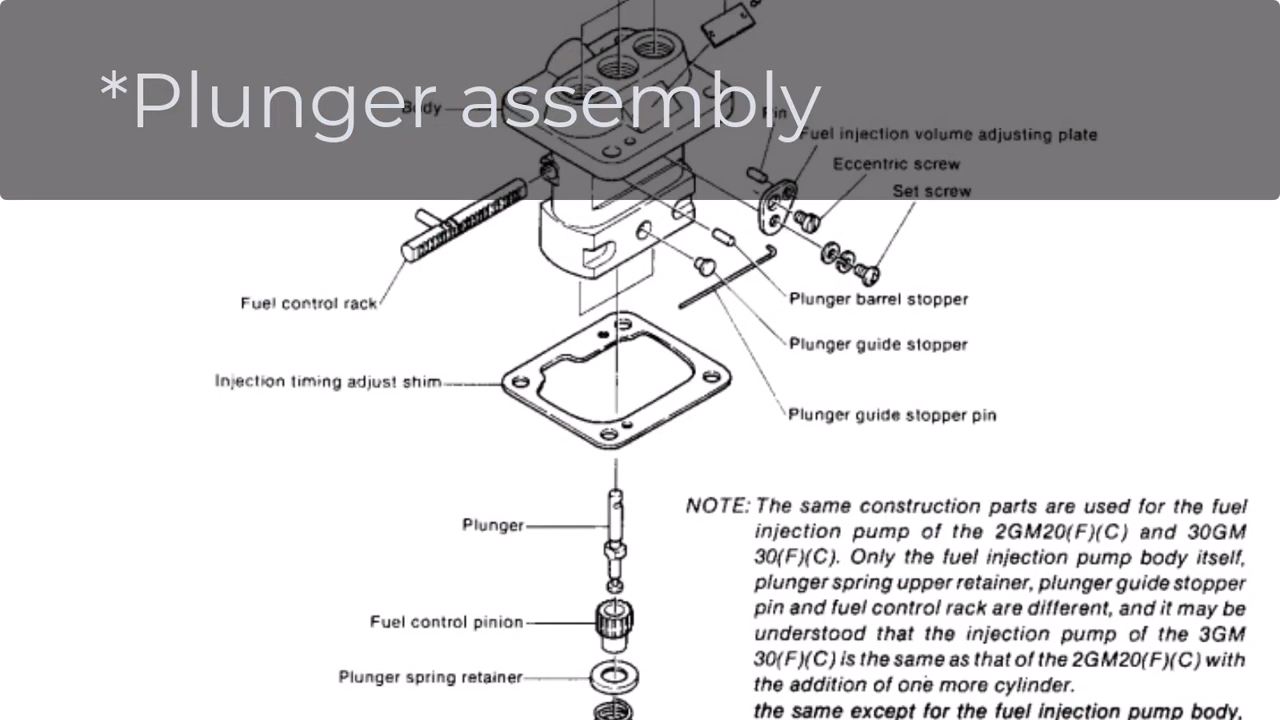 *Plunger assembly
Body
Pin
Fuel injection volume adjusting plate
Eccentric screw
Set screw
Fuel control rack
Plunger barrel stopper
Plunger guide stopper
Injection timing adjust shim
Plunger guide stopper pin
Plunger
Fuel control pinion
Plunger spring retainer
NOTE: The same construction parts are used for the fuel
injection pump of the 2GM20(F)(C) and 30GM
30(F)(C). Only the fuel injection pump body itself,
plunger spring upper retainer, plunger guide stopper
pin and fuel control rack are different, and it may be
understood that the injection pump of the 3GM
30(F)(C) is the same as that of the 2GM20(F)(C) with
the addition of one more cylinder.
the same except for the fuel injection pump body,